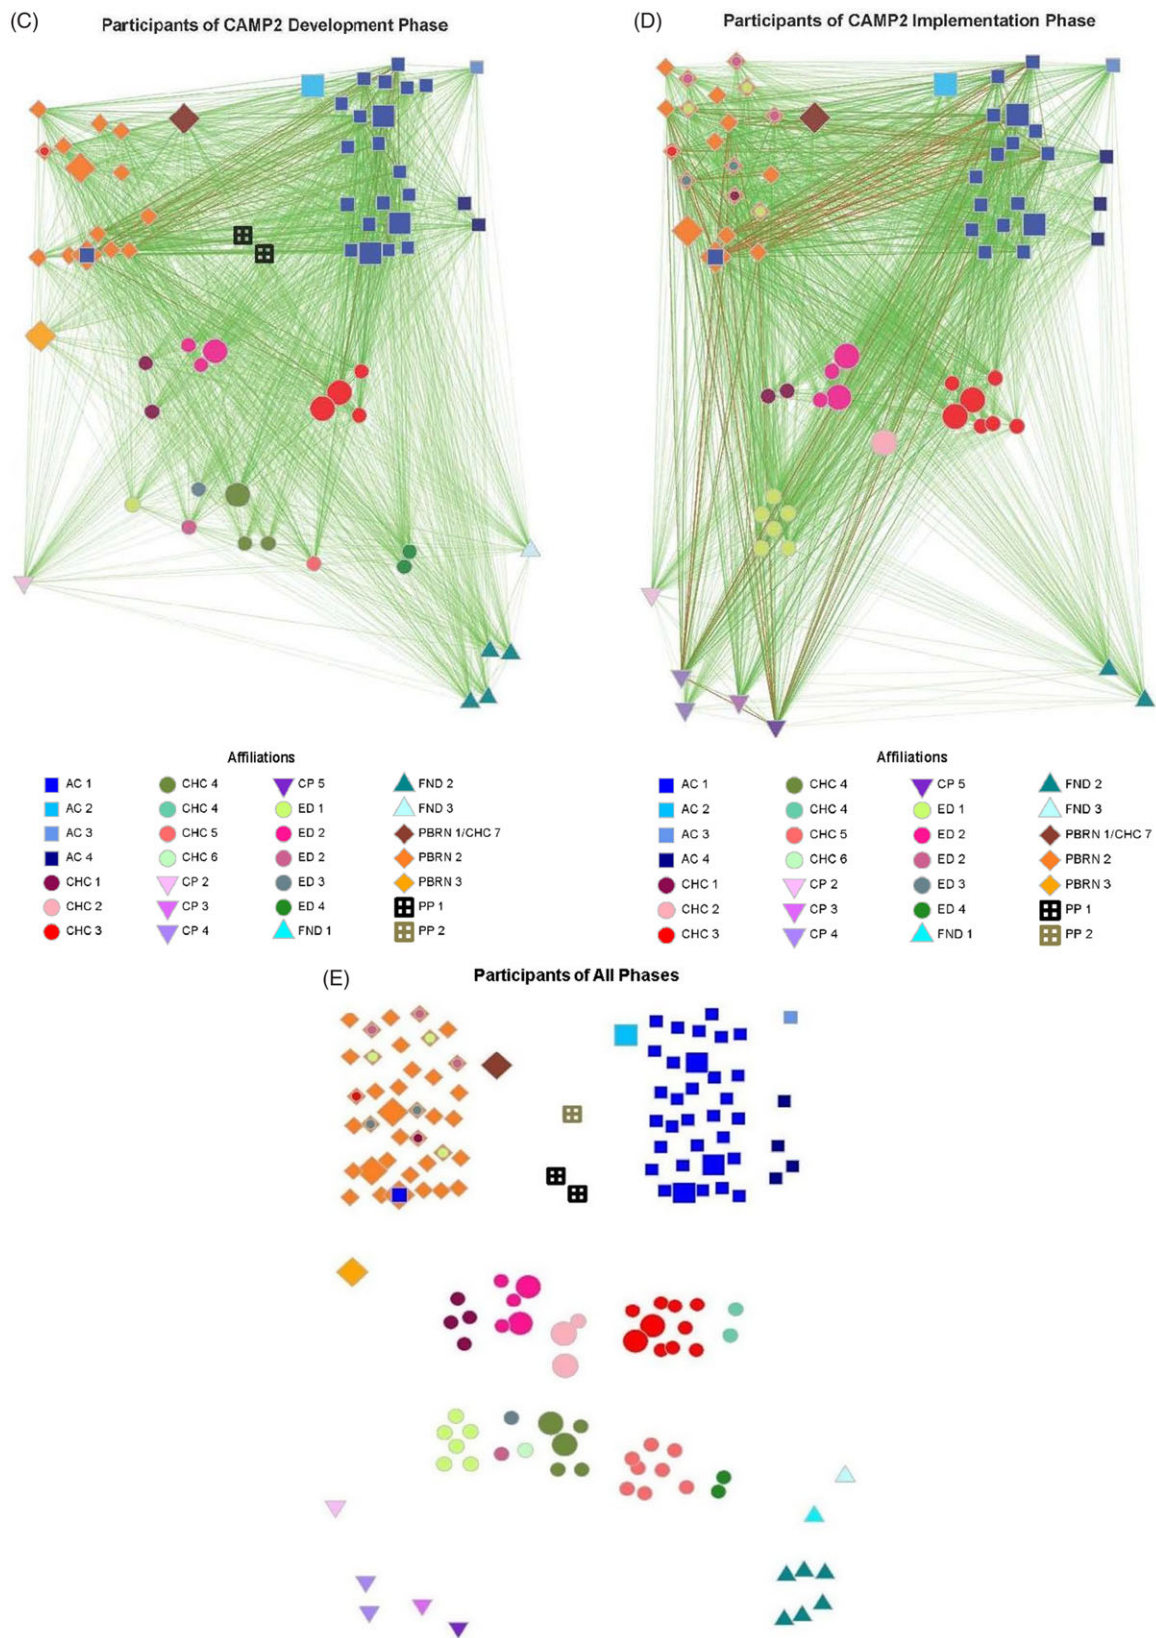 (C)
Participants of CAMP2 Development Phase
(D)
Participants of CAMP2 Implementation Phase
Affiliations
AC 1
CHC 4
CP 5
FND 2
AC 2
CHC 4
ED 1
FND 3
AC 3
CHC 5
ED 2
PBRN 1/CHC 7
AC 4
CHC 6
ED 2
PBRN 2
CHC 1
CP 2
ED 3
PBRN 3
CHC 2
CP 3
ED 4
PP 1
CHC 3
CP 4
FND 1
PP 2
Affiliations
AC 1
CHC 4
CP 5
FND 2
AC 2
CHC 4
ED 1
FND 3
AC 3
CHC 5
ED 2
PBRN 1/CHC 7
AC 4
CHC 6
ED 2
PBRN 2
CHC 1
CP 2
ED 3
PBRN 3
CHC 2
CP 3
ED 4
PP 1
CHC 3
CP 4
FND 1
PP 2
(E)
Participants of All Phases